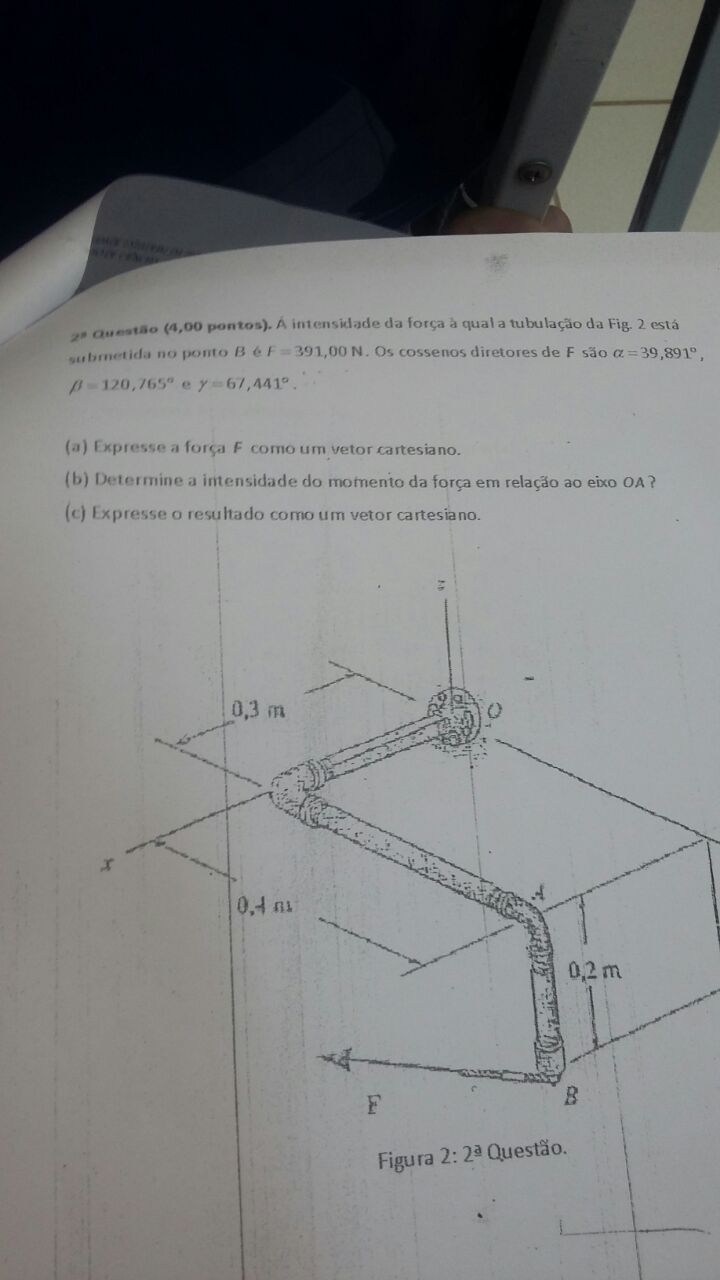 2ª Questão (4,00 pontos). A intensidade da força à qual a tubulação da Fig. 2 está
submetida no ponto B é F = 391,00 N. Os cossenos diretores de F são α = 39,891°,
β = 120,765° e γ = 67,441°.
(a) Expresse a força F como um vetor cartesiano.
(b) Determine a intensidade do momento da força em relação ao eixo OA?
(c) Expresse o resultado como um vetor cartesiano.
z
0,3 m
O
x
0,4 m
A
0,2 m
F
B
Figura 2: 2ª Questão.